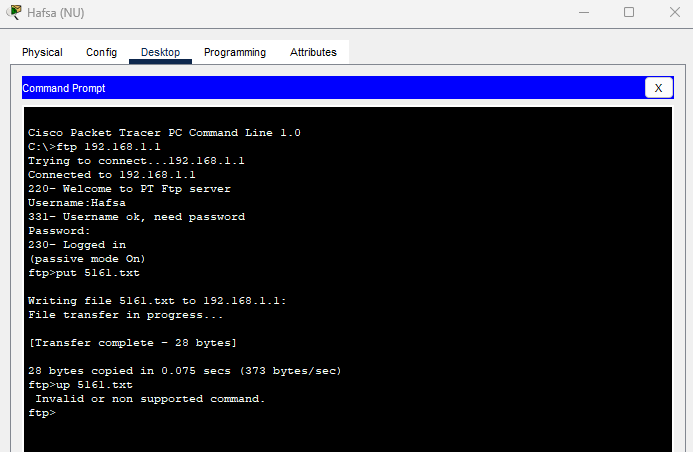 Hafsa (NU)
Physical Config Desktop Programming Attributes
Command Prompt X
Cisco Packet Tracer PC Command Line 1.0
C:\>ftp 192.168.1.1
Trying to connect...192.168.1.1
Connected to 192.168.1.1
220- Welcome to PT Ftp server
Username:Hafsa
331- Username ok, need password
Password:
230- Logged in
(passive mode On)
ftp>put 5161.txt
Writing file 5161.txt to 192.168.1.1:
File transfer in progress...
[Transfer complete - 28 bytes]
28 bytes copied in 0.075 secs (373 bytes/sec)
ftp>up 5161.txt
Invalid or non supported command.
ftp>